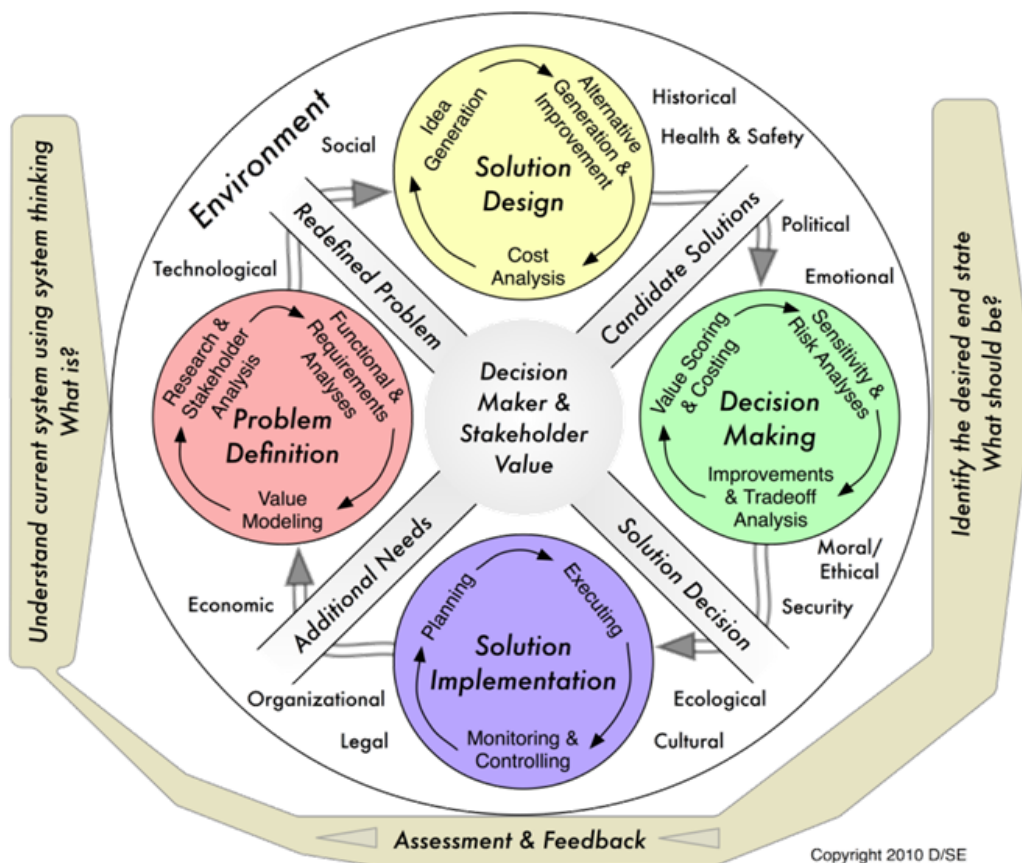 Environment
Social
Historical
Health & Safety
Political
Emotional
Technological
Economic
Organizational
Legal
Moral/
Ethical
Security
Ecological
Cultural
Idea
Generation
Alternative
Generation &
Improvement
Solution
Design
Cost
Analysis
Redefined Problem
Candidate Solutions
Research &
Stakeholder
Analysis
Functional &
Requirements
Analyses
Problem
Definition
Value
Modeling
Decision
Maker &
Stakeholder
Value
Value Scoring
& Costing
Sensitivity &
Risk Analyses
Decision
Making
Improvements
& Tradeoff
Analysis
Additional Needs
Solution Decision
Planning
Executing
Solution
Implementation
Monitoring &
Controlling
Understand current system using system thinking
What is?
Identify the desired end state
What should be?
Assessment & Feedback
Copyright 2010 D/SE